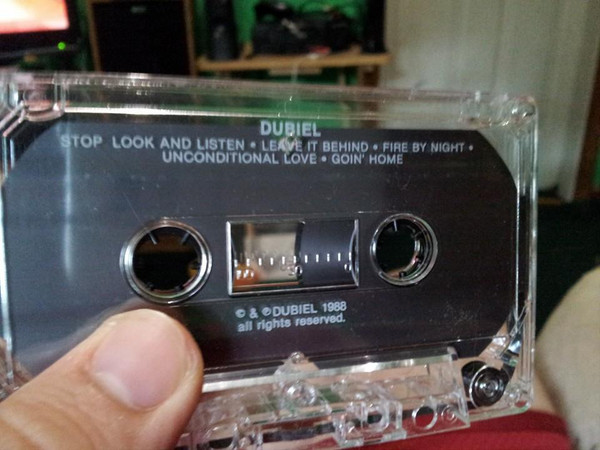 DUBIEL
STOP LOOK AND LISTEN • LEAVE IT BEHIND • FIRE BY NIGHT •
UNCONDITIONAL LOVE • GOIN' HOME
© & ℗ DUBIEL 1988
all rights reserved.